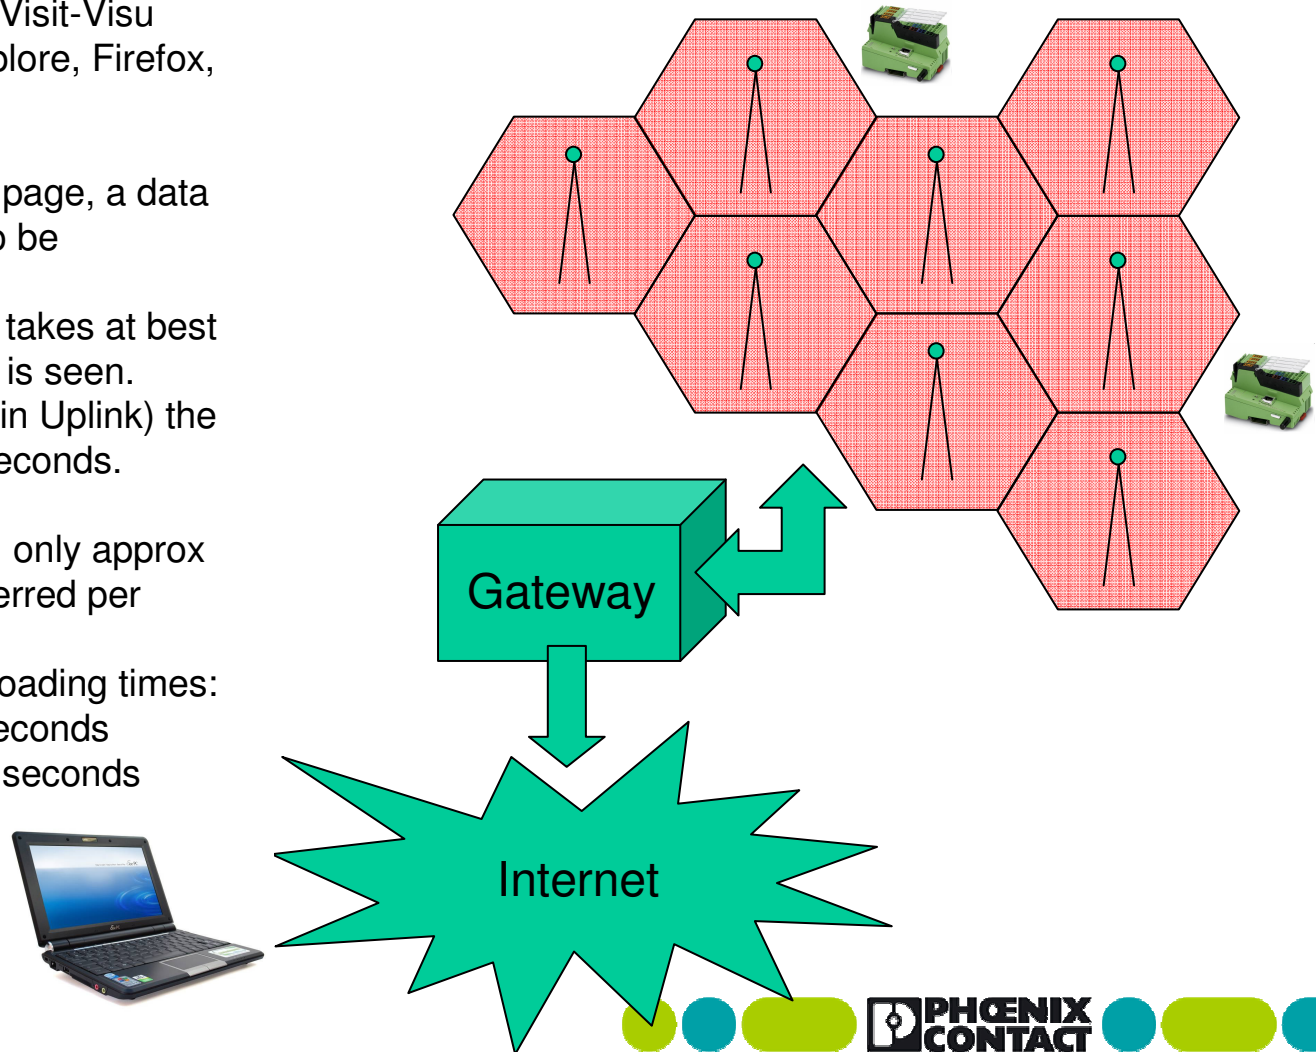 Visit-Visu
plore, Firefox,
page, a data
o be
takes at best
is seen.
in Uplink) the
econds.
only approx
erred per
oading times:
econds
seconds
Gateway
Internet
PHŒNIX
CONTACT